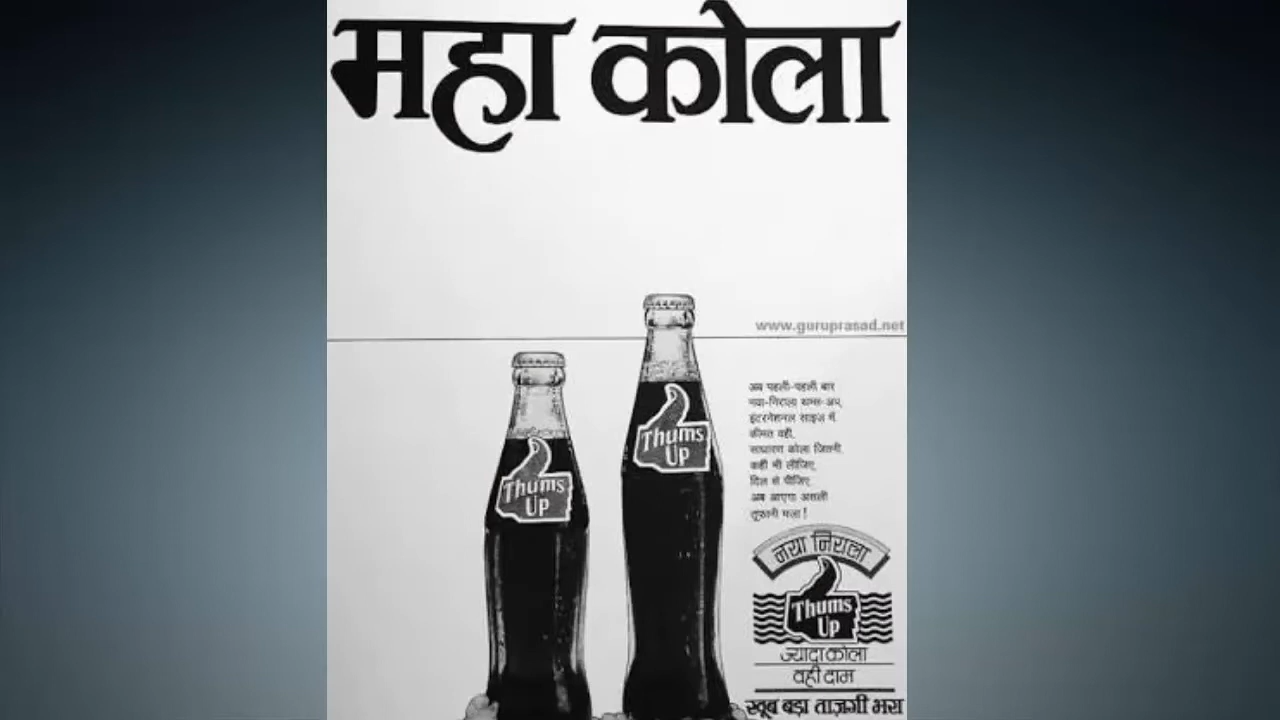 महा कोला
www.guruprasad.net
अब पहली-पहली बार
नया-निराला थम्स-अप,
इंटरनेशनल साइज़ में
कीमत वही,
साधारण कोला जितनी,
कहीं भी लीजिए,
दिल से पीजिए,
अब आएगा असली
तूफानी मज़ा!
Thums
Up
Thums
Up
नया निराला
Thums
Up
ज्यादा कोला
वही दाम
खूब बड़ा ताज़गी भरा